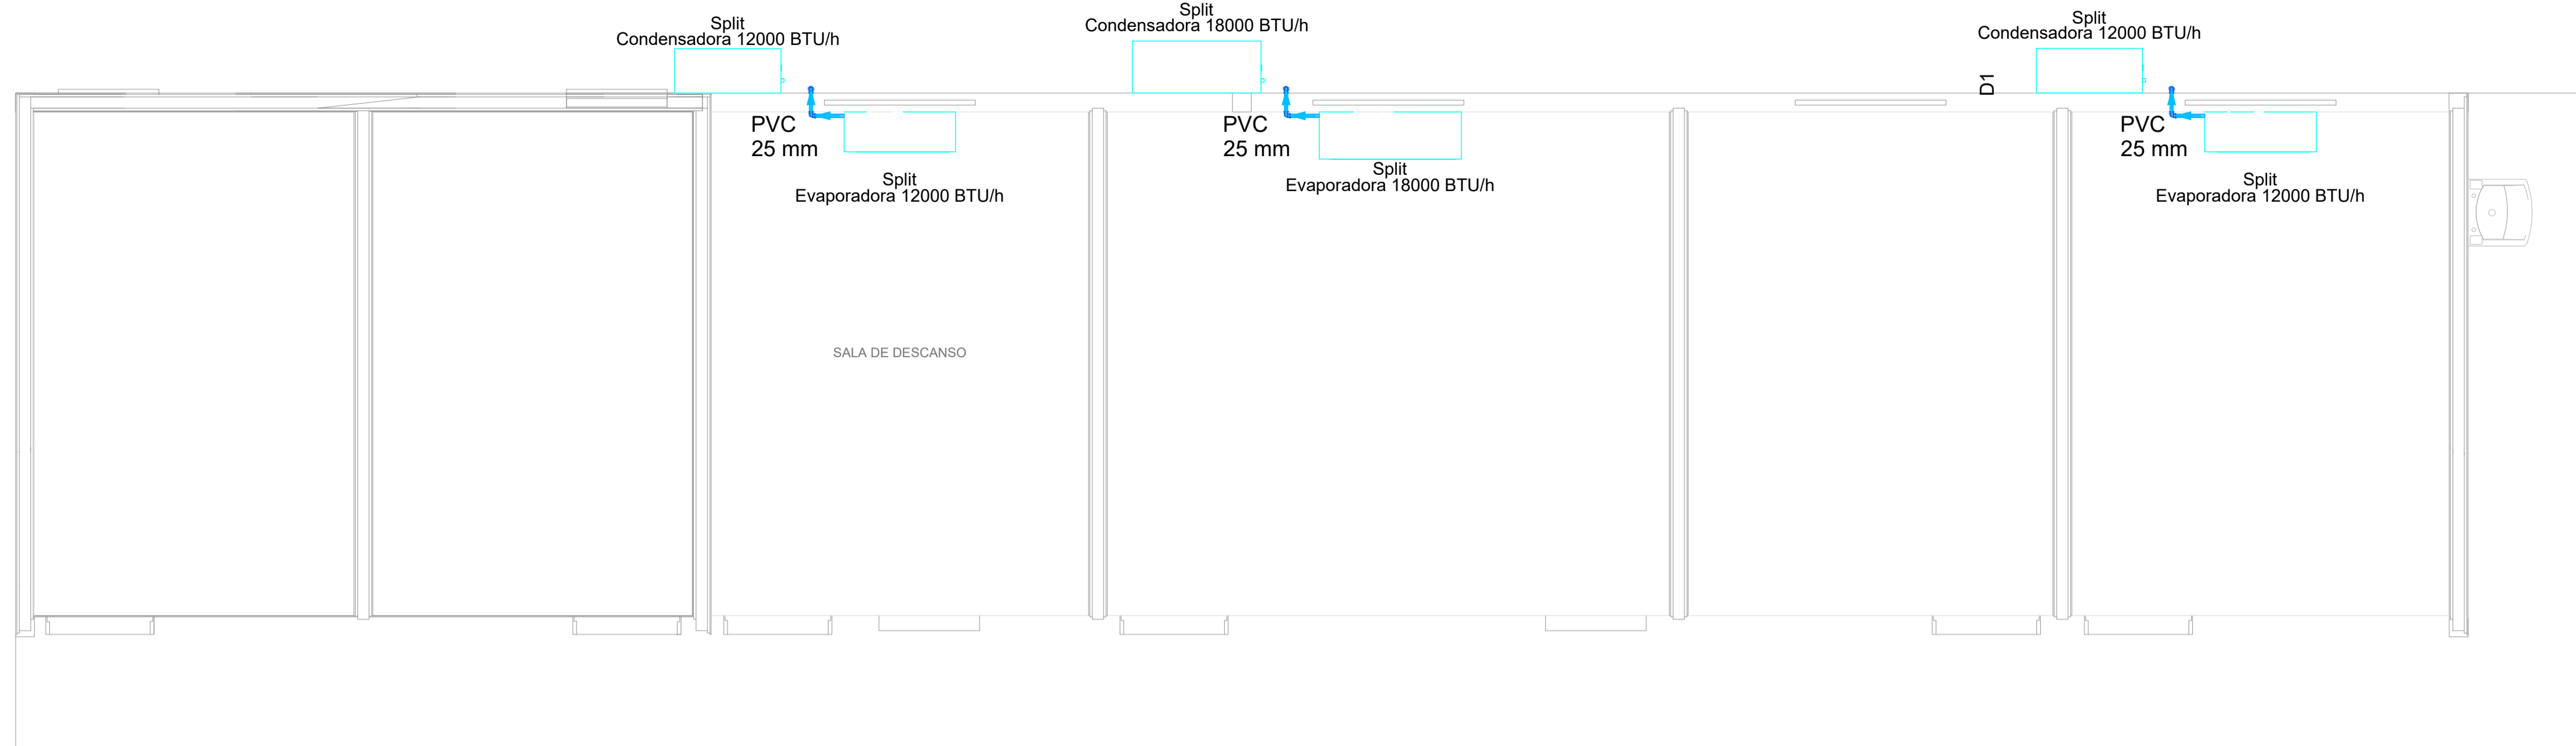 Split
Condensadora 12000 BTU/h
Split
Condensadora 18000 BTU/h
Split
Condensadora 12000 BTU/h
D1
PVC
25 mm
Split
Evaporadora 12000 BTU/h
PVC
25 mm
Split
Evaporadora 18000 BTU/h
PVC
25 mm
Split
Evaporadora 12000 BTU/h
SALA DE DESCANSO